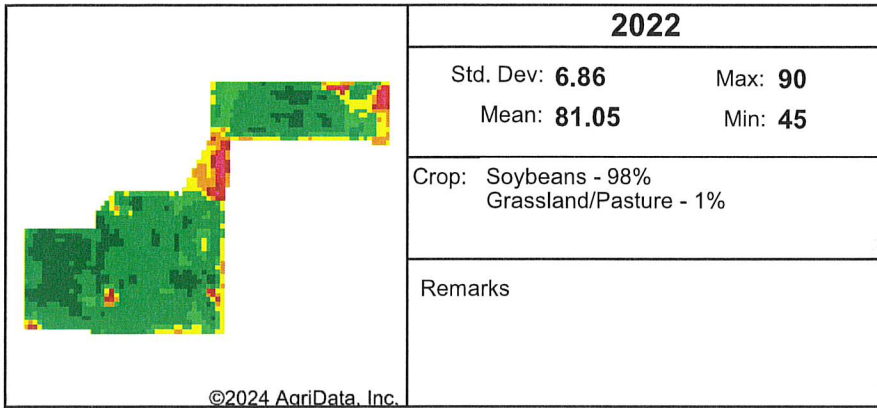 2022
Std. Dev: 6.86 Max: 90
Mean: 81.05 Min: 45
Crop: Soybeans - 98%
Grassland/Pasture - 1%
Remarks
©2024 AgriData, Inc.